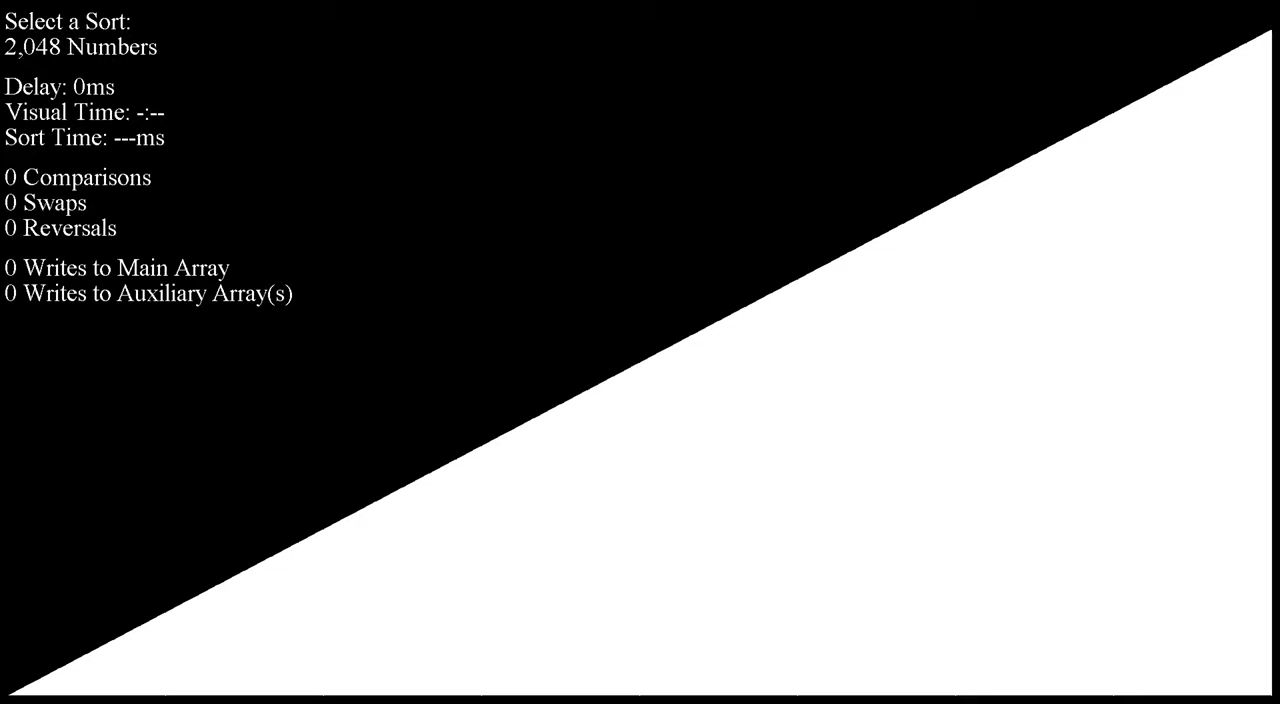 Select a Sort:
2,048 Numbers
Delay: 0ms
Visual Time: -:--
Sort Time: ---ms
0 Comparisons
0 Swaps
0 Reversals
0 Writes to Main Array
0 Writes to Auxiliary Array(s)